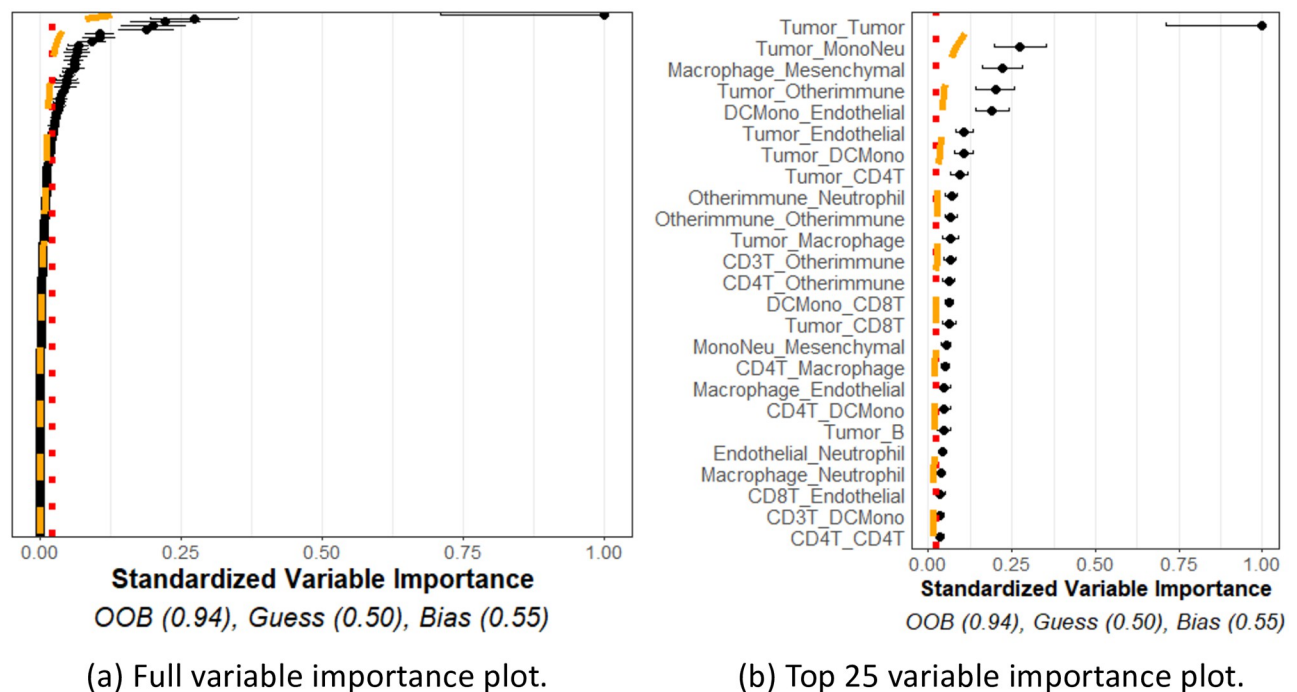 0.00 0.25 0.50 0.75 1.00
Standardized Variable Importance
OOB (0.94), Guess (0.50), Bias (0.55)
(a) Full variable importance plot.
Tumor_Tumor
Tumor_MonoNeu
Macrophage_Mesenchymal
Tumor_Otherimmune
DCMono_Endothelial
Tumor_Endothelial
Tumor_DCMono
Tumor_CD4T
Otherimmune_Neutrophil
Otherimmune_Otherimmune
Tumor_Macrophage
CD3T_Otherimmune
CD4T_Otherimmune
DCMono_CD8T
Tumor_CD8T
MonoNeu_Mesenchymal
CD4T_Macrophage
Macrophage_Endothelial
CD4T_DCMono
Tumor_B
Endothelial_Neutrophil
Macrophage_Neutrophil
CD8T_Endothelial
CD3T_DCMono
CD4T_CD4T
0.00 0.25 0.50 0.75 1.00
Standardized Variable Importance
OOB (0.94), Guess (0.50), Bias (0.55)
(b) Top 25 variable importance plot.